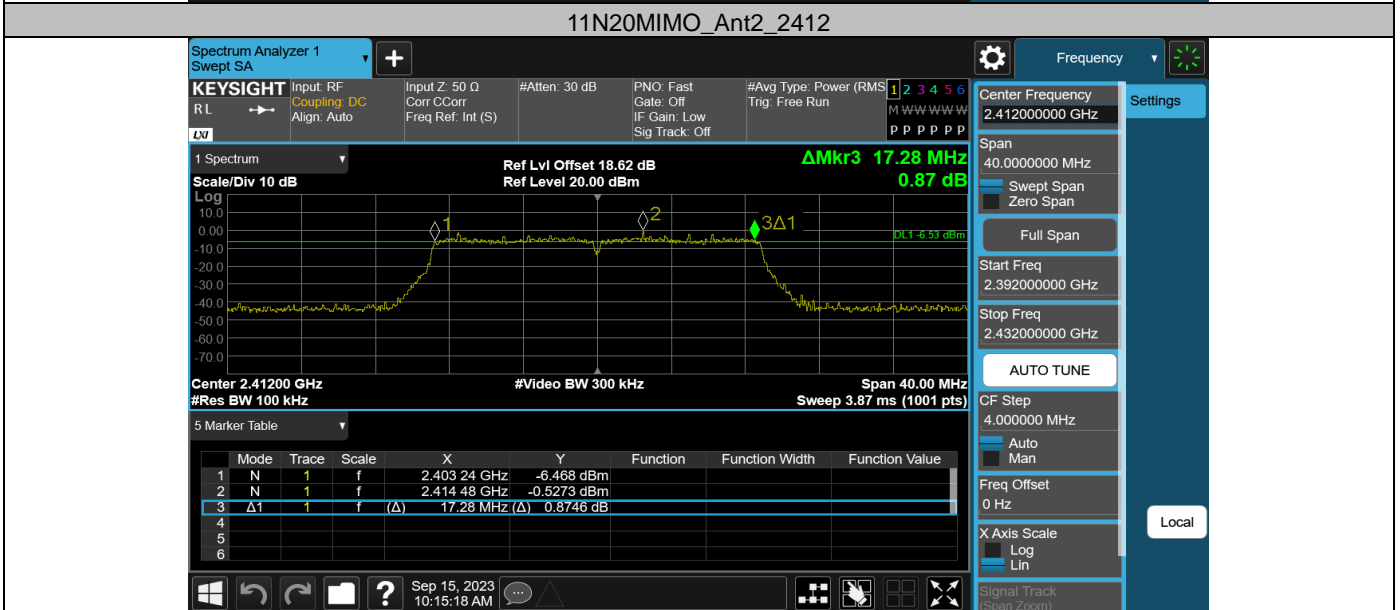 11N20MIMO_Ant2_2412
Spectrum Analyzer 1
Swept SA
+
Frequency
KEYSIGHT
RL
LXI
Input: RF
Coupling: DC
Align: Auto
Input Z: 50 Ω
Corr CCorr
Freq Ref: Int (S)
#Atten: 30 dB
PNO: Fast
Gate: Off
IF Gain: Low
Sig Track: Off
#Avg Type: Power (RMS
Trig: Free Run
1 2 3 4 5 6
M W W W W W
P P P P P P
1 Spectrum
Scale/Div 10 dB
Ref Lvl Offset 18.62 dB
Ref Level 20.00 dBm
ΔMkr3 17.28 MHz
0.87 dB
Log
10.0
0.00
-10.0
-20.0
-30.0
-40.0
-50.0
-60.0
-70.0
1
2
3Δ1
DL1 -6.53 dBm
Center 2.41200 GHz
#Video BW 300 kHz
Span 40.00 MHz
#Res BW 100 kHz
Sweep 3.87 ms (1001 pts)
5 Marker Table
Mode Trace Scale X Y Function Function Width Function Value
1 N 1 f 2.403 24 GHz -6.468 dBm
2 N 1 f 2.414 48 GHz -0.5273 dBm
3 Δ1 1 f (Δ) 17.28 MHz (Δ) 0.8746 dB
4
5
6
Sep 15, 2023
10:15:18 AM
?
Center Frequency
2.412000000 GHz
Settings
Span
40.0000000 MHz
Swept Span
Zero Span
Full Span
Start Freq
2.392000000 GHz
Stop Freq
2.432000000 GHz
AUTO TUNE
CF Step
4.000000 MHz
Auto
Man
Freq Offset
0 Hz
X Axis Scale
Log
Lin
Local
Signal Track
(Span Zoom)